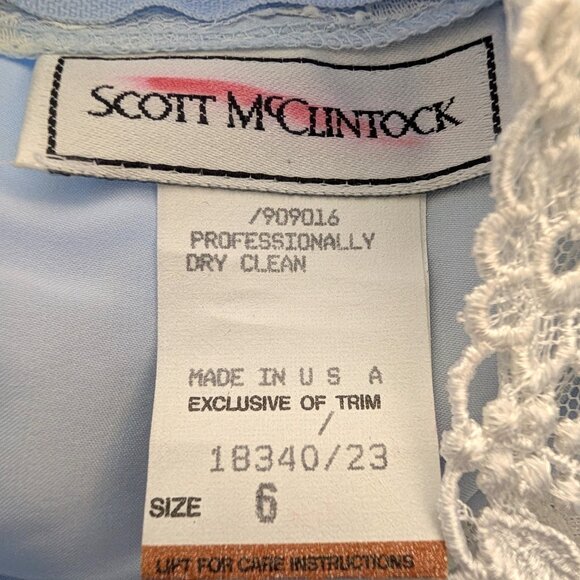 SCOTT McCLINTOCK
/909016
PROFESSIONALLY
DRY CLEAN
MADE IN U S A
EXCLUSIVE OF TRIM
/
18340/23
SIZE 6
LIFT FOR CARE INSTRUCTIONS